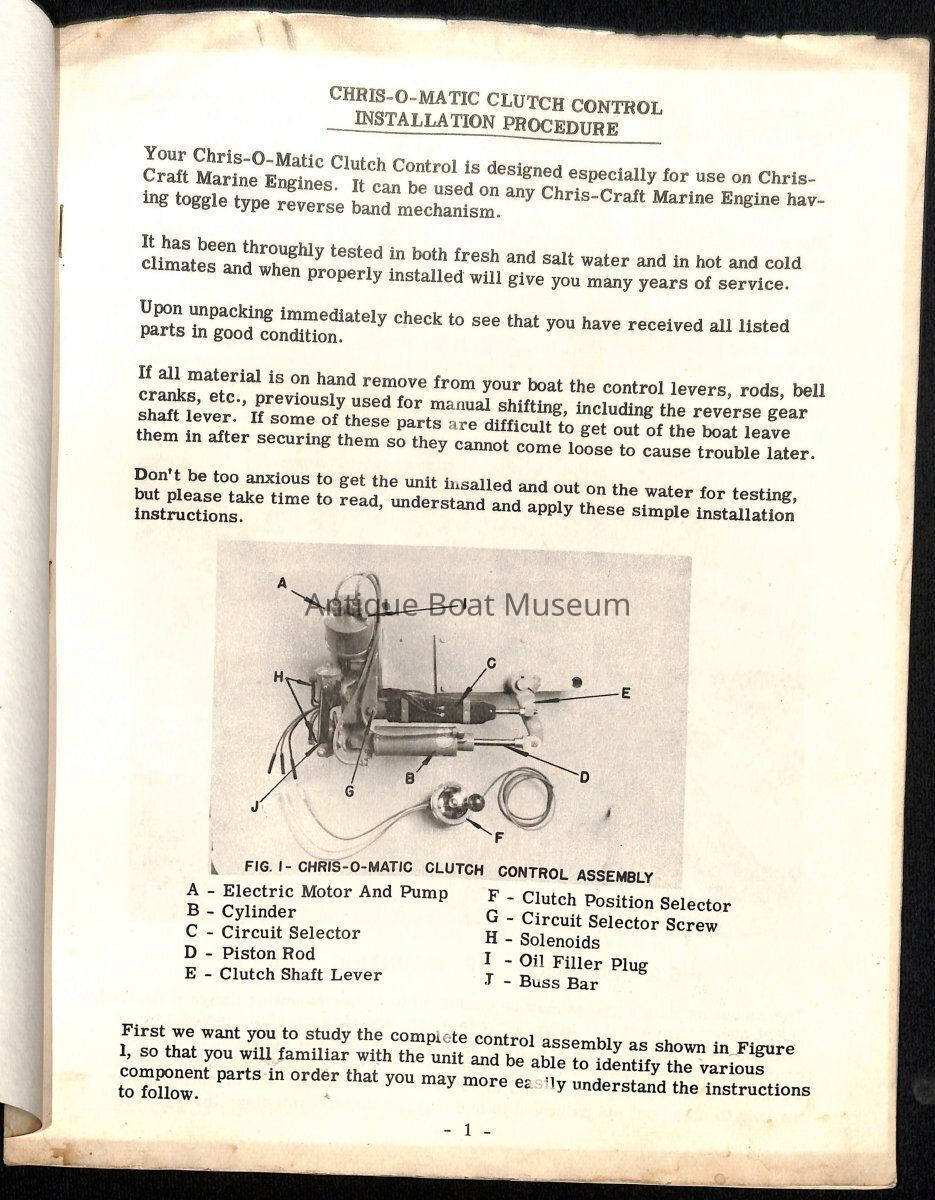 CHRIS-O-MATIC CLUTCH CONTROL
INSTALLATION PROCEDURE
Your Chris-O-Matic Clutch Control is designed especially for use on Chris-
Craft Marine Engines. It can be used on any Chris-Craft Marine Engine hav-
ing toggle type reverse band mechanism.
It has been throughly tested in both fresh and salt water and in hot and cold
climates and when properly installed will give you many years of service.
Upon unpacking immediately check to see that you have received all listed
parts in good condition.
If all material is on hand remove from your boat the control levers, rods, bell
cranks, etc., previously used for manual shifting, including the reverse gear
shaft lever. If some of these parts are difficult to get out of the boat leave
them in after securing them so they cannot come loose to cause trouble later.
Don't be too anxious to get the unit insalled and out on the water for testing,
but please take time to read, understand and apply these simple installation
instructions.
A
I
Antique Boat Museum
C
H
E
B
D
G
J
F
FIG. I- CHRIS-O-MATIC CLUTCH CONTROL ASSEMBLY
A - Electric Motor And Pump
B - Cylinder
C - Circuit Selector
D - Piston Rod
E - Clutch Shaft Lever
F - Clutch Position Selector
G - Circuit Selector Screw
H - Solenoids
I - Oil Filler Plug
J - Buss Bar
First we want you to study the complete control assembly as shown in Figure
I, so that you will familiar with the unit and be able to identify the various
component parts in order that you may more easily understand the instructions
to follow.
- 1 -